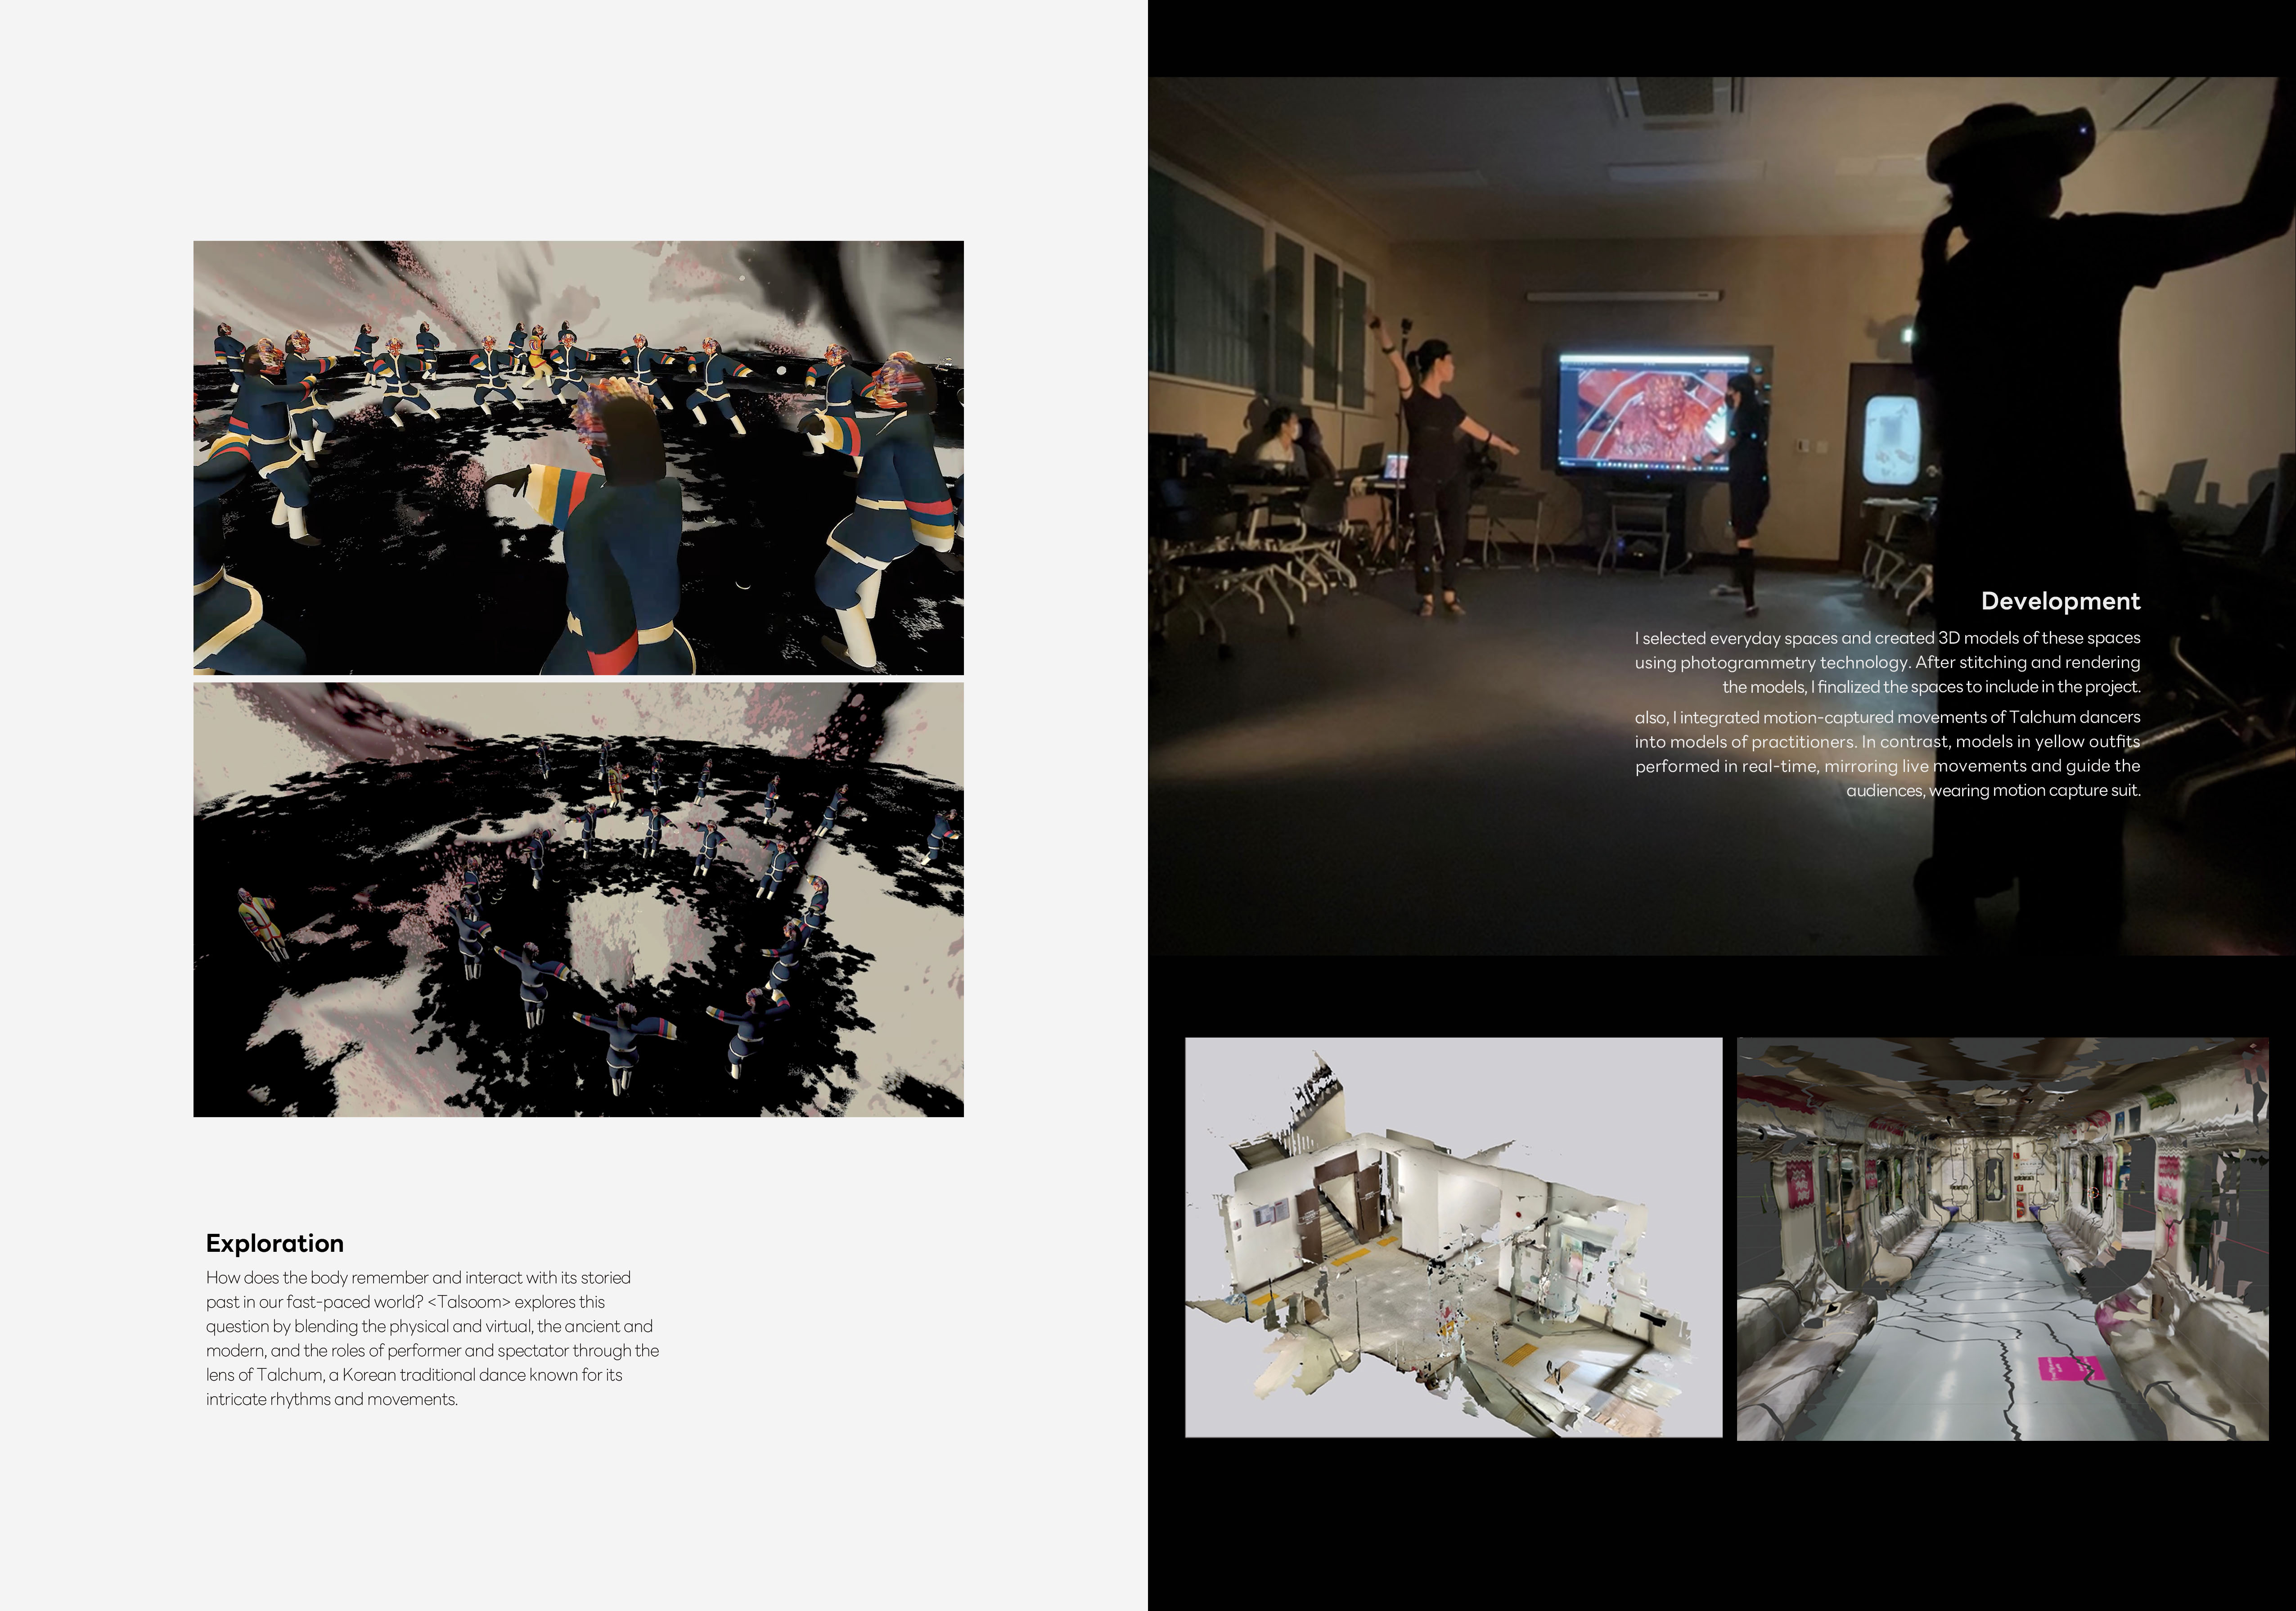 Exploration
How does the body remember and interact with its storied
past in our fast-paced world? <Talsoom> explores this
question by blending the physical and virtual, the ancient and
modern, and the roles of performer and spectator through the
lens of Talchum, a Korean traditional dance known for its
intricate rhythms and movements.
Development
I selected everyday spaces and created 3D models of these spaces
using photogrammetry technology. After stitching and rendering
the models, I finalized the spaces to include in the project.
also, I integrated motion-captured movements of Talchum dancers
into models of practitioners. In contrast, models in yellow outfits
performed in real-time, mirroring live movements and guide the
audiences, wearing motion capture suit.